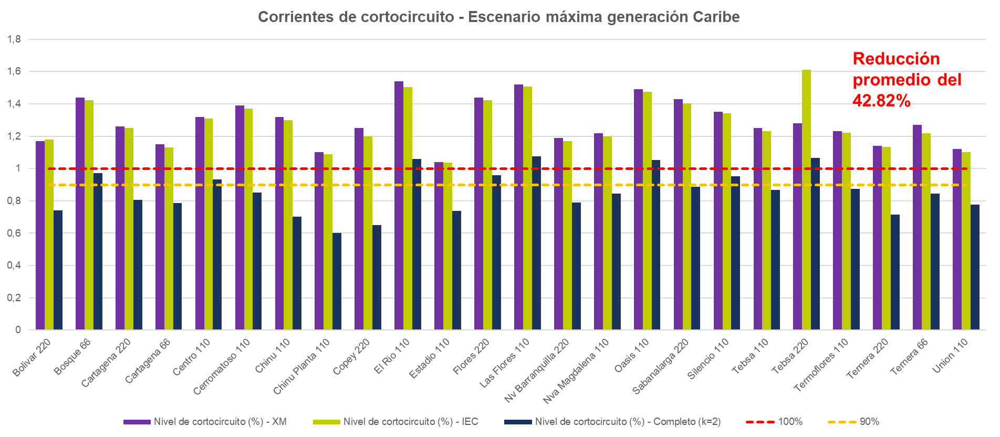 Corrientes de cortocircuito - Escenario máxima generación Caribe
1,8
1,6
1,4
1,2
1
0,8
0,6
0,4
0,2
0
Reducción
promedio del
42.82%
Bolivar 220
Bosque 66
Cartagena 220
Cartagena 66
Centro 110
Cerromatoso 110
Chinu 110
Chinu Planta 110
Copey 220
El Rio 110
Estadio 110
Flores 220
Las Flores 110
Nv Barranquilla 220
Nva Magdalena 110
Oasis 110
Sabanalarga 220
Silencio 110
Tebsa 110
Tebsa 220
Termoflores 110
Ternera 220
Ternera 66
Union 110
Nivel de cortocircuito (%) - XM
Nivel de cortocircuito (%) - IEC
Nivel de cortocircuito (%) - Completo (k=2)
100%
90%